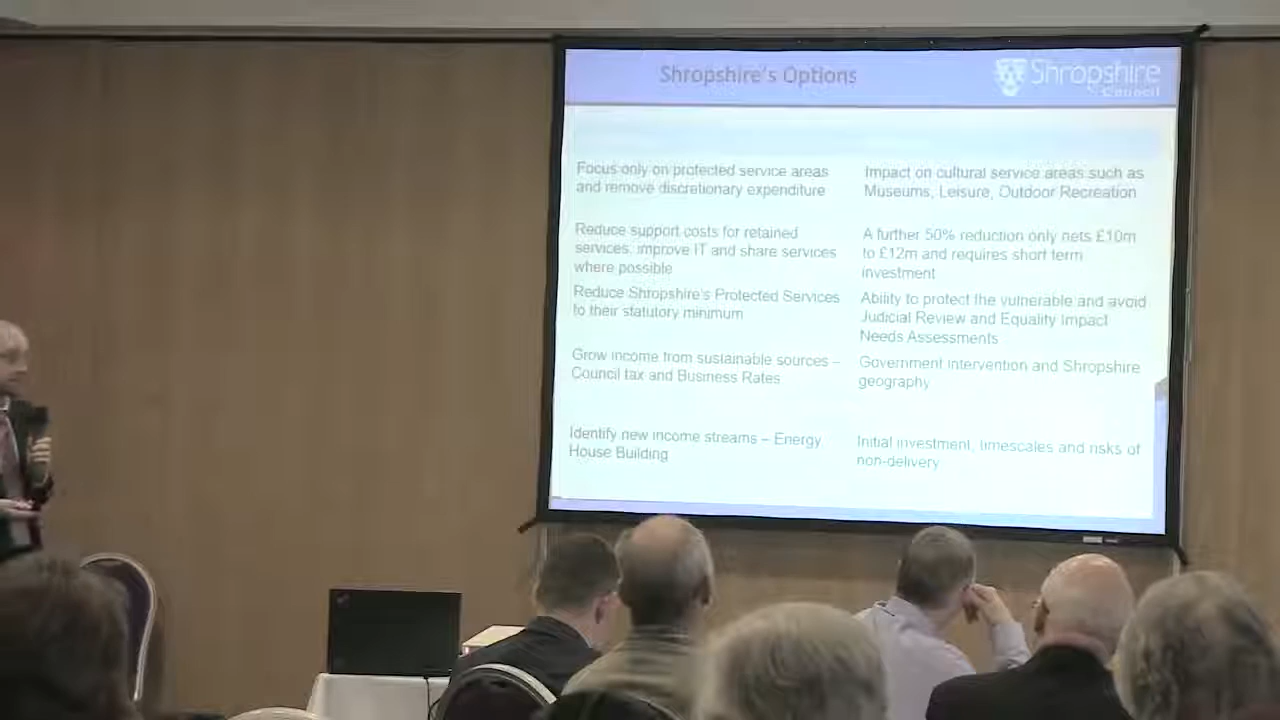 Shropshire's Options
Shropshire
Council
Focus only on protected service areas
and remove discretionary expenditure
Impact on cultural service areas such as
Museums, Leisure, Outdoor Recreation
Reduce support costs for retained
services, improve IT and share services
where possible
A further 50% reduction only nets £10m
to £12m and requires short term
investment
Reduce Shropshire's Protected Services
to their statutory minimum
Ability to protect the vulnerable and avoid
Judicial Review and Equality Impact
Needs Assessments
Grow income from sustainable sources –
Council tax and Business Rates
Government intervention and Shropshire
geography
Identify new income streams – Energy,
House Building
Initial investment, timescales and risks of
non-delivery